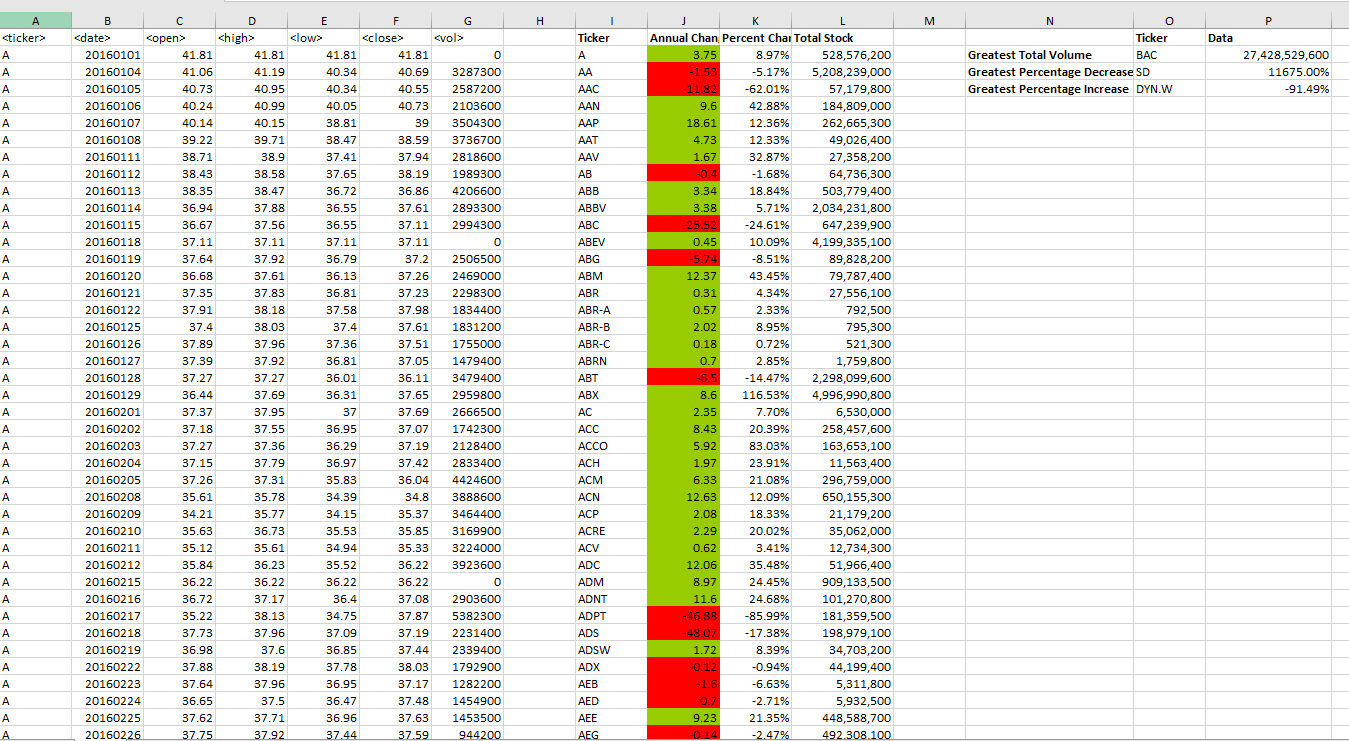 A B C D E F G H I J K L M N O P
<ticker> <date> <open> <high> <low> <close> <vol> Ticker Annual Chan Percent Chai Total Stock Ticker Data
A 20160101 41.81 41.81 41.81 41.81 0 A 3.75 8.97% 528,576,200 Greatest Total Volume BAC 27,428,529,600
A 20160104 41.06 41.19 40.34 40.69 3287300 AA -1.53 -5.17% 5,208,239,000 Greatest Percentage Decrease SD 11675.00%
A 20160105 40.73 40.95 40.34 40.55 2587200 AAC -11.82 -62.01% 57,179,800 Greatest Percentage Increase DYN.W -91.49%
A 20160106 40.24 40.99 40.05 40.73 2103600 AAN 9.6 42.88% 184,809,000
A 20160107 40.14 40.15 38.81 39 3504300 AAP 18.61 12.36% 262,665,300
A 20160108 39.22 39.71 38.47 38.59 3736700 AAT 4.73 12.33% 49,026,400
A 20160111 38.71 38.9 37.41 37.94 2818600 AAV 1.67 32.87% 27,358,200
A 20160112 38.43 38.58 37.65 38.19 1989300 AB -0.4 -1.68% 64,736,300
A 20160113 38.35 38.47 36.72 36.86 4206600 ABB 3.34 18.84% 503,779,400
A 20160114 36.94 37.88 36.55 37.61 2893300 ABBV 3.38 5.71% 2,034,231,800
A 20160115 36.67 37.56 36.55 37.11 2994300 ABC -25.52 -24.61% 647,239,900
A 20160118 37.11 37.11 37.11 37.11 0 ABEV 0.45 10.09% 4,199,335,100
A 20160119 37.64 37.92 36.79 37.2 2506500 ABG -5.74 -8.51% 89,828,200
A 20160120 36.68 37.61 36.13 37.26 2469000 ABM 12.37 43.45% 79,787,400
A 20160121 37.35 37.83 36.81 37.23 2298300 ABR 0.31 4.34% 27,556,100
A 20160122 37.91 38.18 37.58 37.98 1834400 ABR-A 0.57 2.33% 792,500
A 20160125 37.4 38.03 37.4 37.61 1831200 ABR-B 2.02 8.95% 795,300
A 20160126 37.89 37.96 37.36 37.51 1755000 ABR-C 0.18 0.72% 521,300
A 20160127 37.39 37.92 36.81 37.05 1479400 ABRN 0.7 2.85% 1,759,800
A 20160128 37.27 37.27 36.01 36.11 3479400 ABT -6.5 -14.47% 2,298,099,600
A 20160129 36.44 37.69 36.31 37.65 2959800 ABX 8.6 116.53% 4,996,990,800
A 20160201 37.37 37.95 37 37.69 2666500 AC 2.35 7.70% 6,530,000
A 20160202 37.18 37.55 36.95 37.07 1742300 ACC 8.43 20.39% 258,457,600
A 20160203 37.27 37.36 36.29 37.19 2128400 ACCO 5.92 83.03% 163,653,100
A 20160204 37.15 37.79 36.97 37.42 2833400 ACH 1.97 23.91% 11,563,400
A 20160205 37.26 37.31 35.83 36.04 4424600 ACM 6.33 21.08% 296,759,000
A 20160208 35.61 35.78 34.39 34.8 3888600 ACN 12.63 12.09% 650,155,300
A 20160209 34.21 35.77 34.15 35.37 3464400 ACP 2.08 18.33% 21,179,200
A 20160210 35.63 36.73 35.53 35.85 3169900 ACRE 2.29 20.02% 35,062,000
A 20160211 35.12 35.61 34.94 35.33 3224000 ACV 0.62 3.41% 12,734,300
A 20160212 35.84 36.23 35.52 36.22 3923600 ADC 12.06 35.48% 51,966,400
A 20160215 36.22 36.22 36.22 36.22 0 ADM 8.97 24.45% 909,133,500
A 20160216 36.72 37.17 36.4 37.08 2903600 ADNT 11.6 24.68% 101,270,800
A 20160217 35.22 38.13 34.75 37.87 5382300 ADPT -46.88 -85.99% 181,359,500
A 20160218 37.73 37.96 37.09 37.19 2231400 ADS -48.07 -17.38% 198,979,100
A 20160219 36.98 37.6 36.85 37.44 2339400 ADSW 1.72 8.39% 34,703,200
A 20160222 37.88 38.19 37.78 38.03 1792900 ADX -0.12 -0.94% 44,199,400
A 20160223 37.64 37.96 36.95 37.17 1282200 AEB -1.6 -6.63% 5,311,800
A 20160224 36.65 37.5 36.47 37.48 1454900 AED -0.7 -2.71% 5,932,500
A 20160225 37.62 37.71 36.96 37.63 1453500 AEE 9.23 21.35% 448,588,700
A 20160226 37.75 37.92 37.44 37.59 944200 AEG -0.14 -2.47% 492,308,100